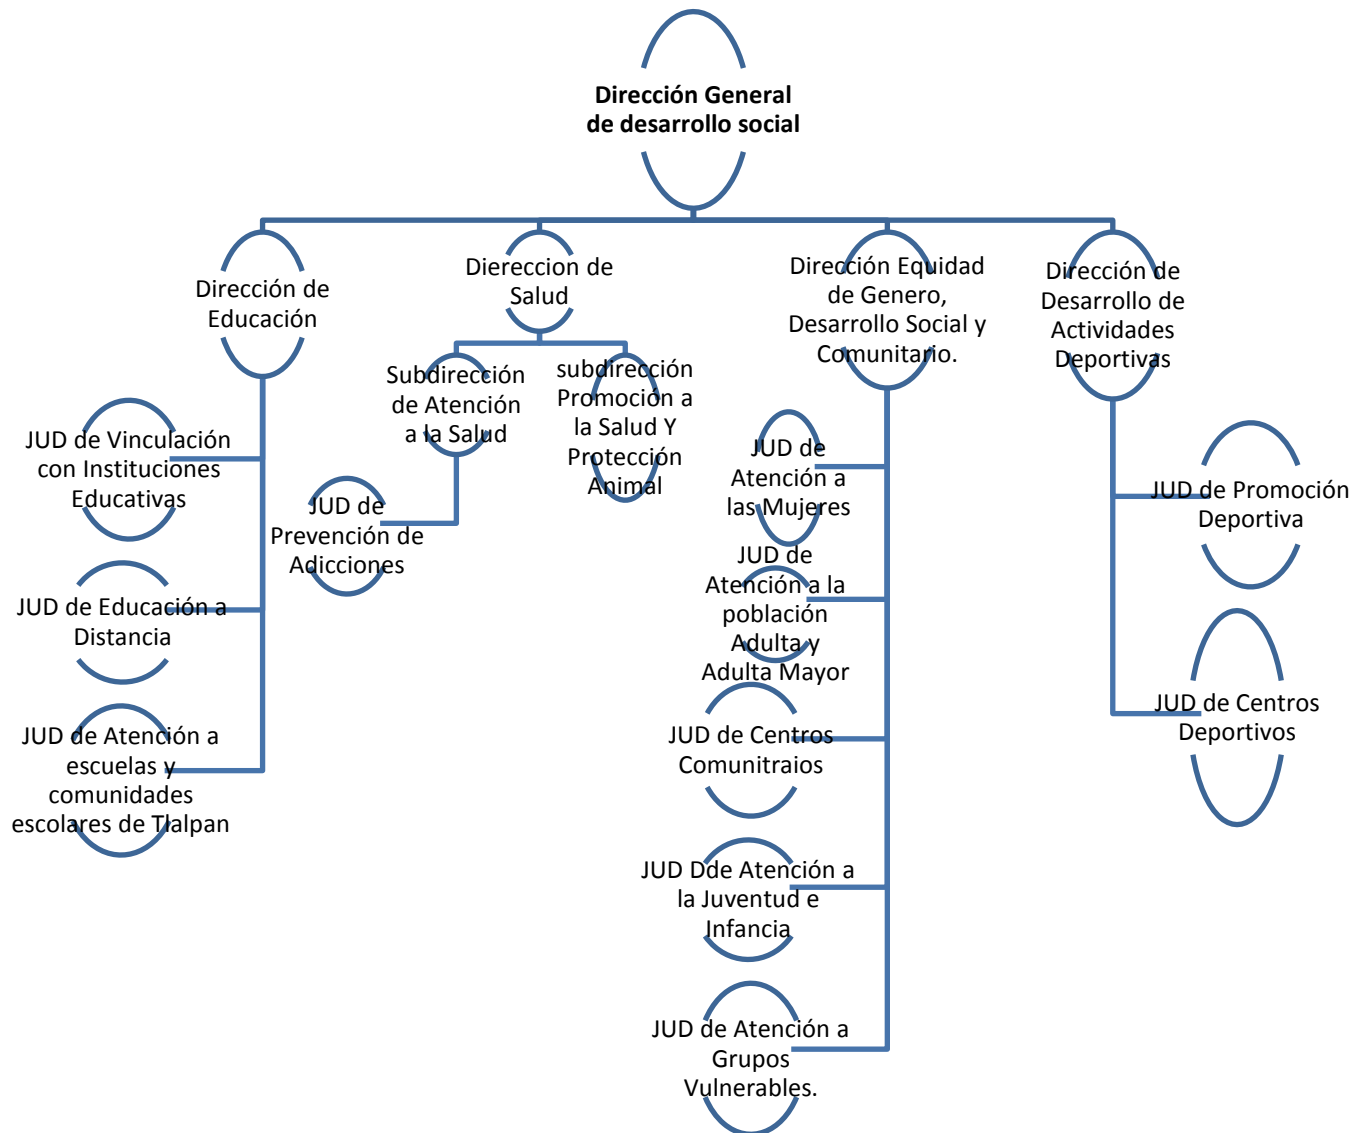 Dirección General
de desarrollo social
Dirección de
Educación
JUD de Vinculación
con Instituciones
Educativas
JUD de Educación a
Distancia
JUD de Atención a
escuelas y
comunidades
escolares de Tlalpan
Diereccion de
Salud
Subdirección
de Atención
a la Salud
JUD de
Prevención de
Adicciones
subdirección
Promoción a
la Salud Y
Protección
Animal
Dirección Equidad
de Genero,
Desarrollo Social y
Comunitario.
JUD de
Atención a
las Mujeres
JUD de
Atención a la
población
Adulta y
Adulta Mayor
JUD de Centros
Comunitraios
JUD Dde Atención a
la Juventud e
Infancia
JUD de Atención a
Grupos
Vulnerables.
Dirección de
Desarrollo de
Actividades
Deportivas
JUD de Promoción
Deportiva
JUD de Centros
Deportivos